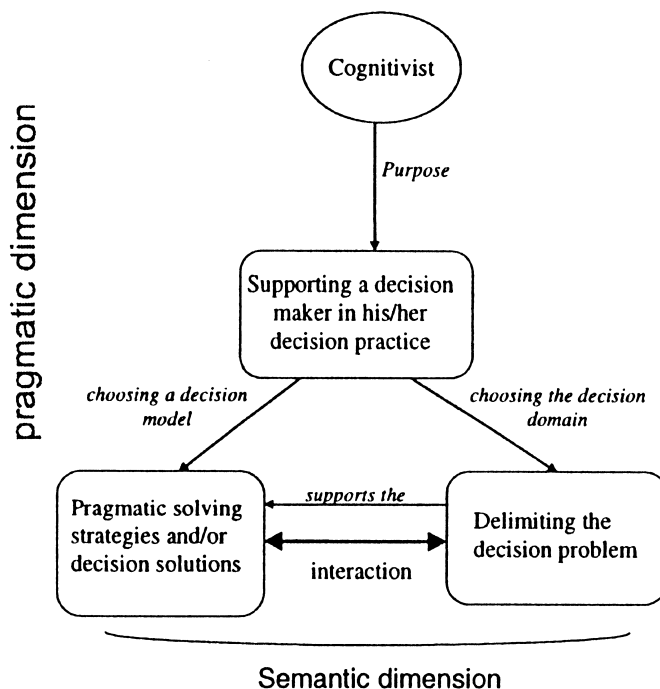 Cognitivist
pragmatic dimension
Purpose
Supporting a decision
maker in his/her
decision practice
choosing a decision
model
choosing the decision
domain
Pragmatic solving
strategies and/or
decision solutions
supports the
interaction
Delimiting the
decision problem
Semantic dimension